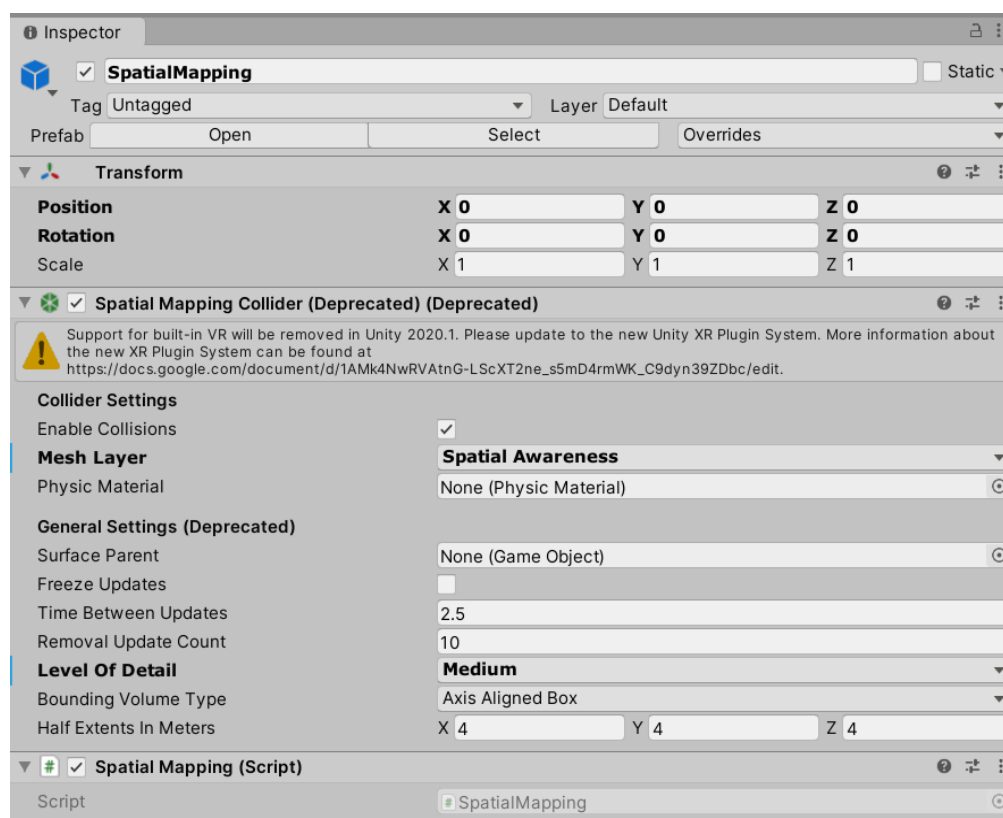 Inspector
SpatialMapping Static
Tag Untagged Layer Default
Prefab Open Select Overrides
Transform
Position X 0 Y 0 Z 0
Rotation X 0 Y 0 Z 0
Scale X 1 Y 1 Z 1
Spatial Mapping Collider (Deprecated) (Deprecated)
Support for built-in VR will be removed in Unity 2020.1. Please update to the new Unity XR Plugin System. More information about
the new XR Plugin System can be found at
https://docs.google.com/document/d/1AMk4NwRVAtnG-LScXT2ne_s5mD4rmWK_C9dyn39ZDbc/edit.
Collider Settings
Enable Collisions
Mesh Layer Spatial Awareness
Physic Material None (Physic Material)
General Settings (Deprecated)
Surface Parent None (Game Object)
Freeze Updates
Time Between Updates 2.5
Removal Update Count 10
Level Of Detail Medium
Bounding Volume Type Axis Aligned Box
Half Extents In Meters X 4 Y 4 Z 4
# Spatial Mapping (Script)
Script # SpatialMapping